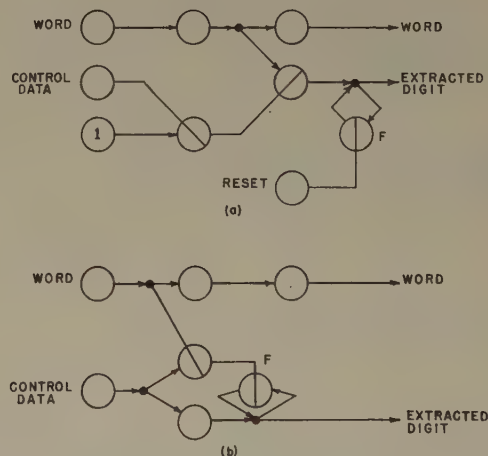 WORD
WORD
CONTROL
DATA
EXTRACTED
DIGIT
1
F
RESET
(a)
WORD
WORD
F
CONTROL
DATA
EXTRACTED
DIGIT
(b)